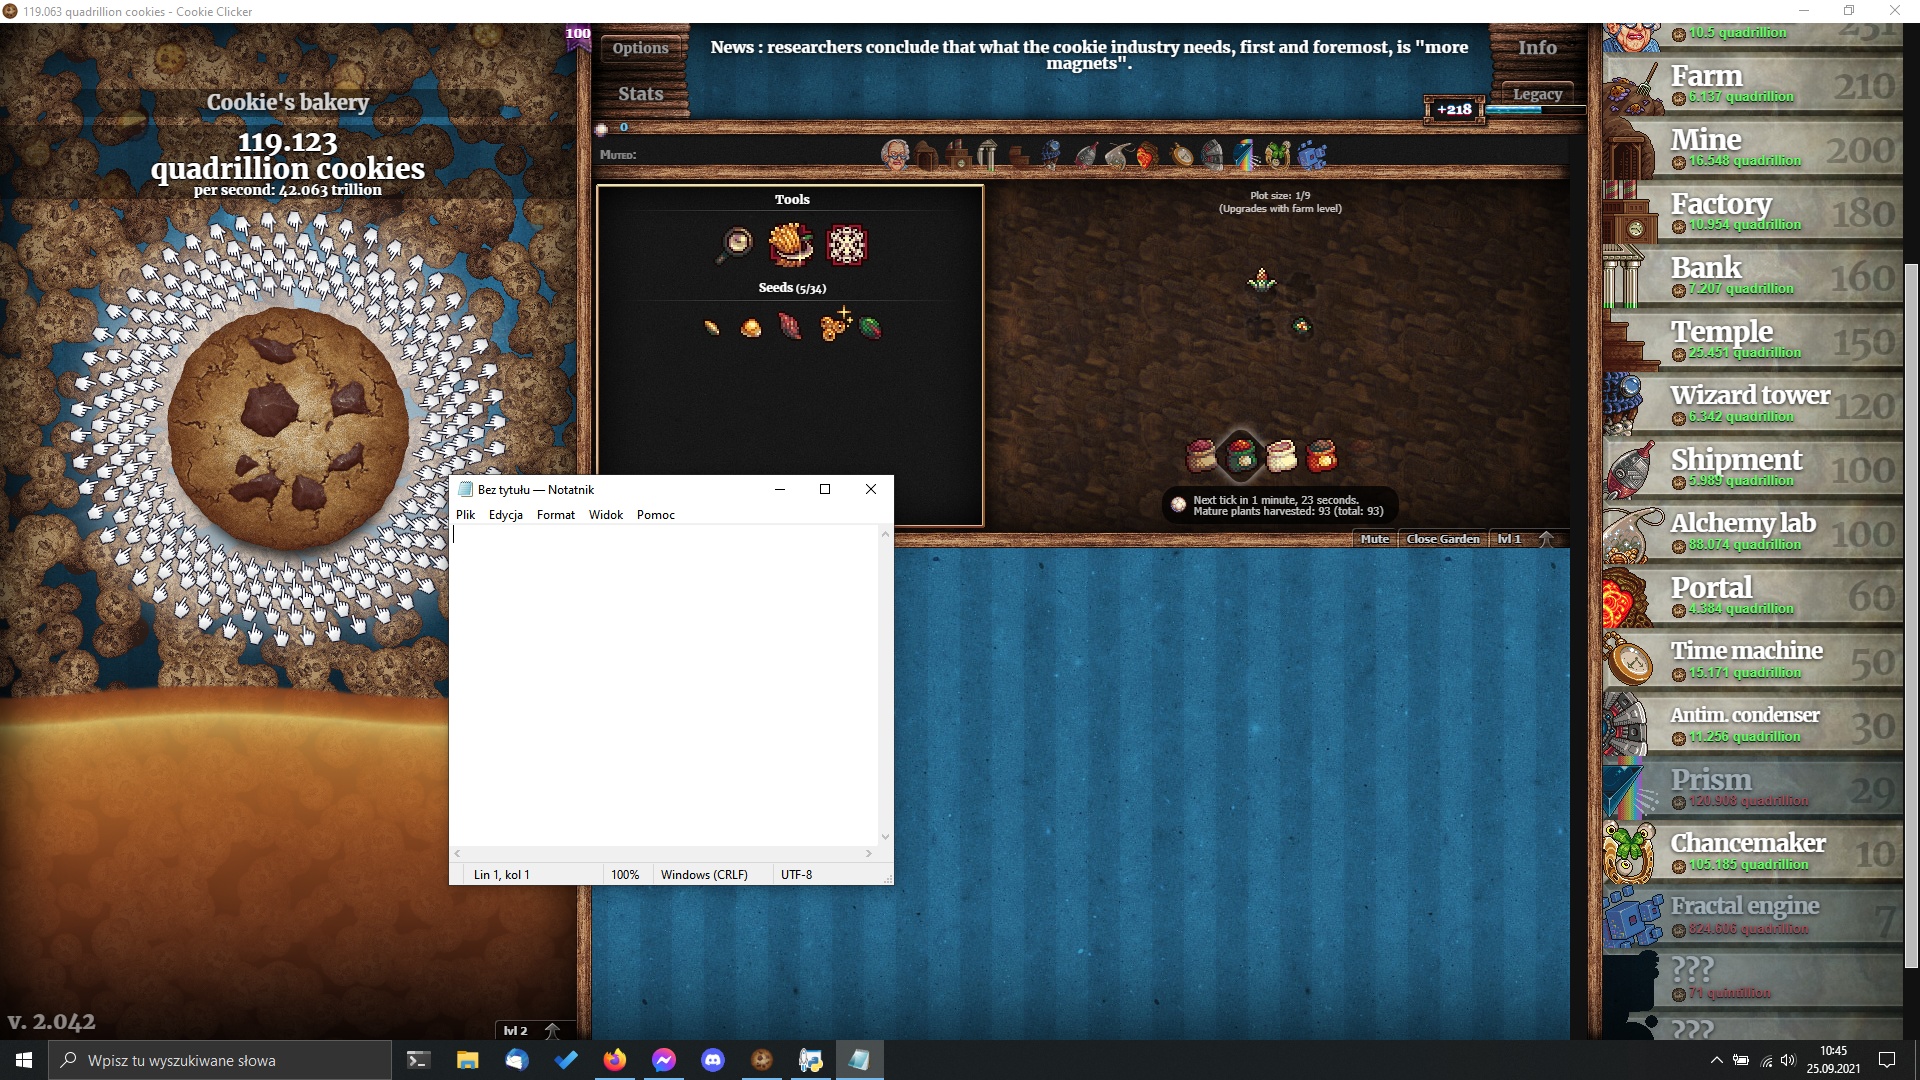 119.063 quadrillion cookies - Cookie Clicker
100
Options
Stats
News : researchers conclude that what the cookie industry needs, first and foremost, is "more
magnets".
Info
Legacy
+218
Cookie's bakery
119.123
quadrillion cookies
per second: 42.063 trillion
0
Muted:
Tools
Seeds (5/34)
Plot size: 1/9
(Upgrades with farm level)
Next tick in 1 minute, 23 seconds.
Mature plants harvested: 93 (total: 93)
Mute
Close Garden
lvl 1
10.5 quadrillion
231
Farm
6.137 quadrillion
210
Mine
16.548 quadrillion
200
Factory
10.954 quadrillion
180
Bank
7.207 quadrillion
160
Temple
25.451 quadrillion
150
Wizard tower
6.342 quadrillion
120
Shipment
5.989 quadrillion
100
Alchemy lab
88.074 quadrillion
100
Portal
4.384 quadrillion
60
Time machine
15.171 quadrillion
50
Antim. condenser
11.256 quadrillion
30
Prism
120.908 quadrillion
29
Chancemaker
105.185 quadrillion
10
Fractal engine
824.606 quadrillion
7
???
71 quintillion
???
Bez tytułu — Notatnik
Plik
Edycja
Format
Widok
Pomoc
Lin 1, kol 1
100%
Windows (CRLF)
UTF-8
v. 2.042
lvl 2
Wpisz tu wyszukiwane słowa
10:45
25.09.2021